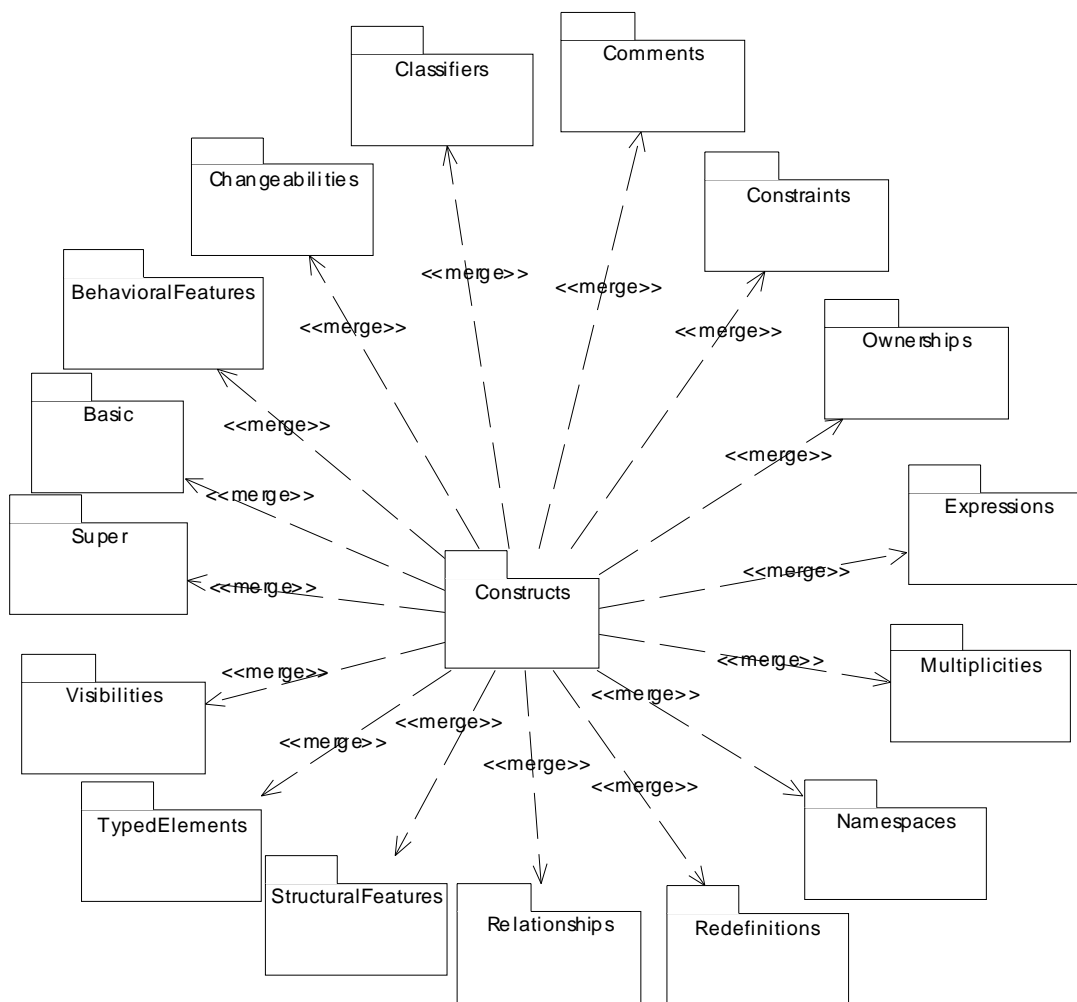 Comments
Classifiers
Changeabilities
Constraints
<<merge>>
<<merge>>
BehavioralFeatures
<<merge>>
<<merge>>
Ownerships
Basic
<<merge>>
<<merge>>
<<merge>>
Expressions
Super
<<merge>>
<<merge>>
Constructs
<<merge>>
Multiplicities
Visibilities
<<merge>>
<<merge>>
<<merge>>
<<merge>>
<<merge>>
<<merge>>
TypedElements
Namespaces
StructuralFeatures
Relationships
Redefinitions